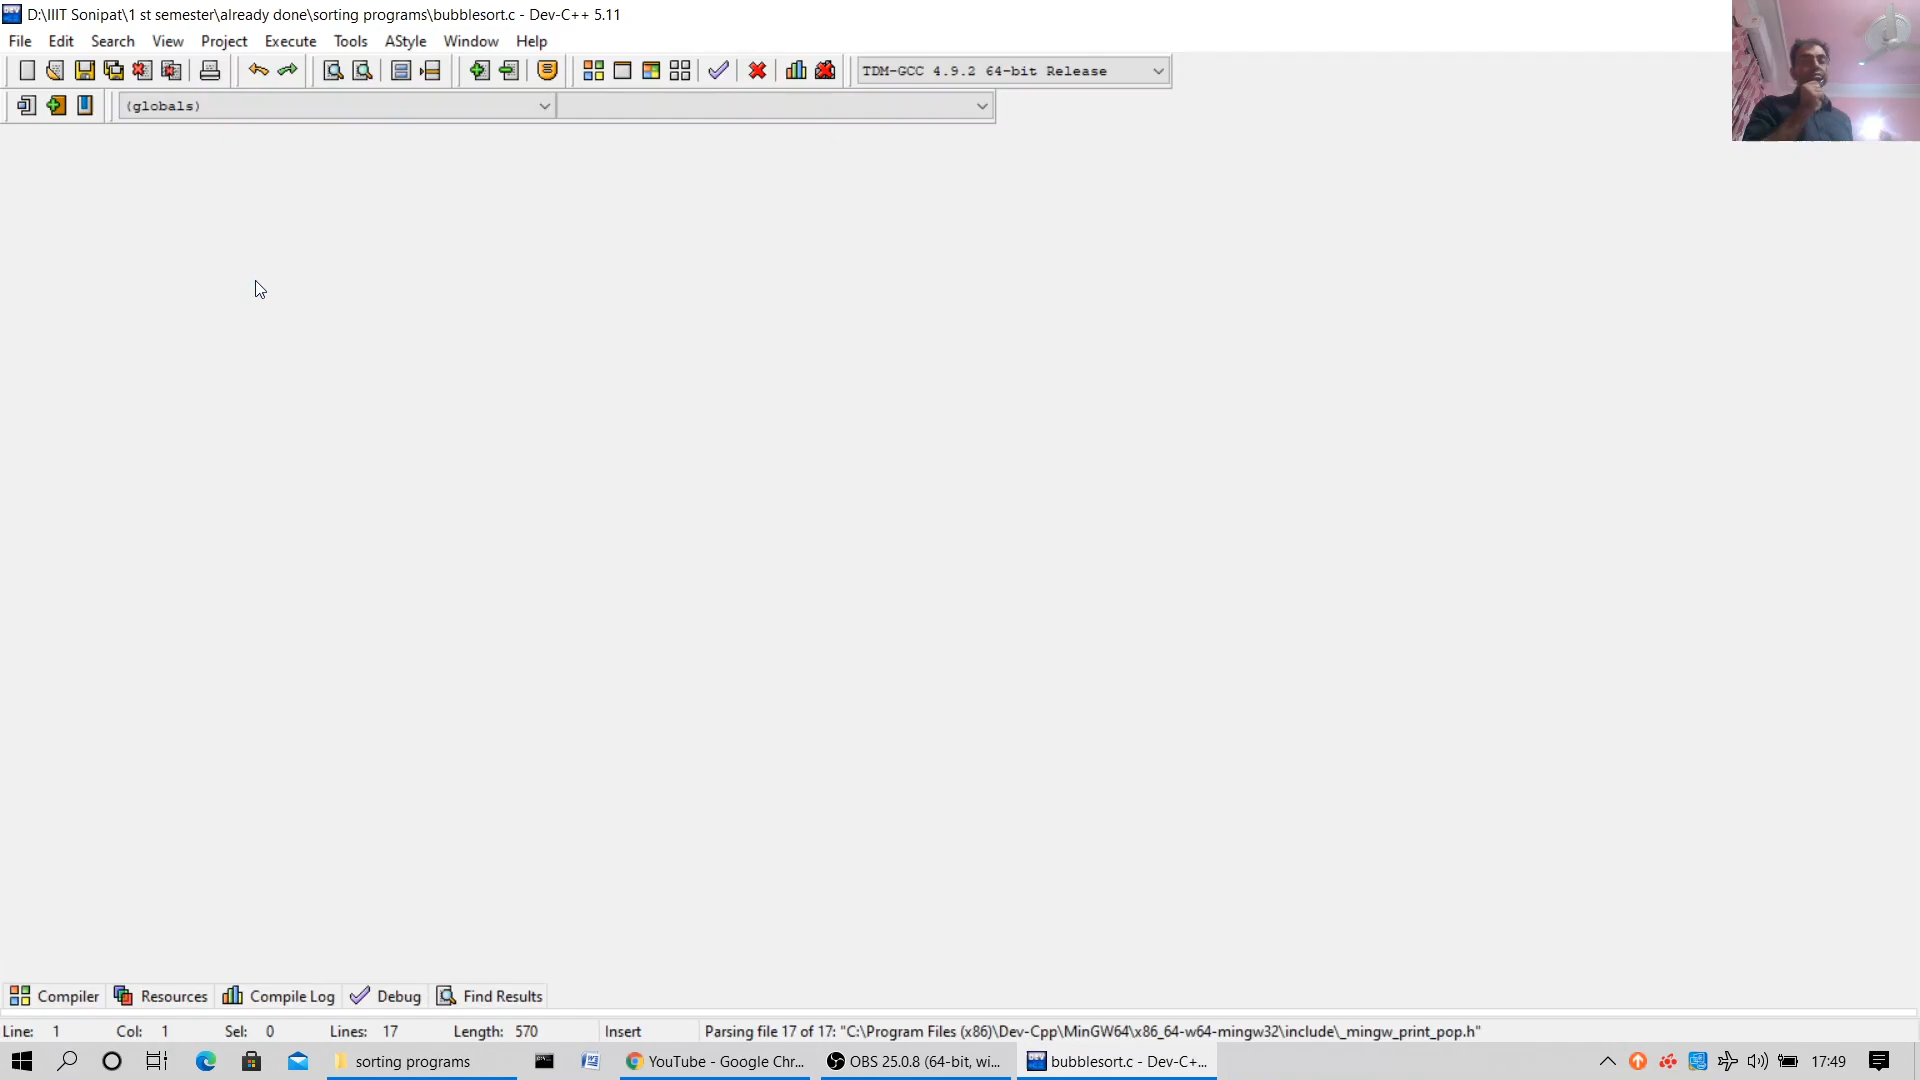 D:\IIIT Sonipat\1 st semester\already done\sorting programs\bubblesort.c - Dev-C++ 5.11
File Edit Search View Project Execute Tools AStyle Window Help
TDM-GCC 4.9.2 64-bit Release
(globals)
Compiler Resources Compile Log Debug Find Results
Line: 1 Col: 1 Sel: 0 Lines: 17 Length: 570 Insert Parsing file 17 of 17: "C:\Program Files (x86)\Dev-Cpp\MinGW64\x86_64-w64-mingw32\include\_mingw_print_pop.h"
sorting programs YouTube - Google Chr... OBS 25.0.8 (64-bit, wi... bubblesort.c - Dev-C+... 17:49